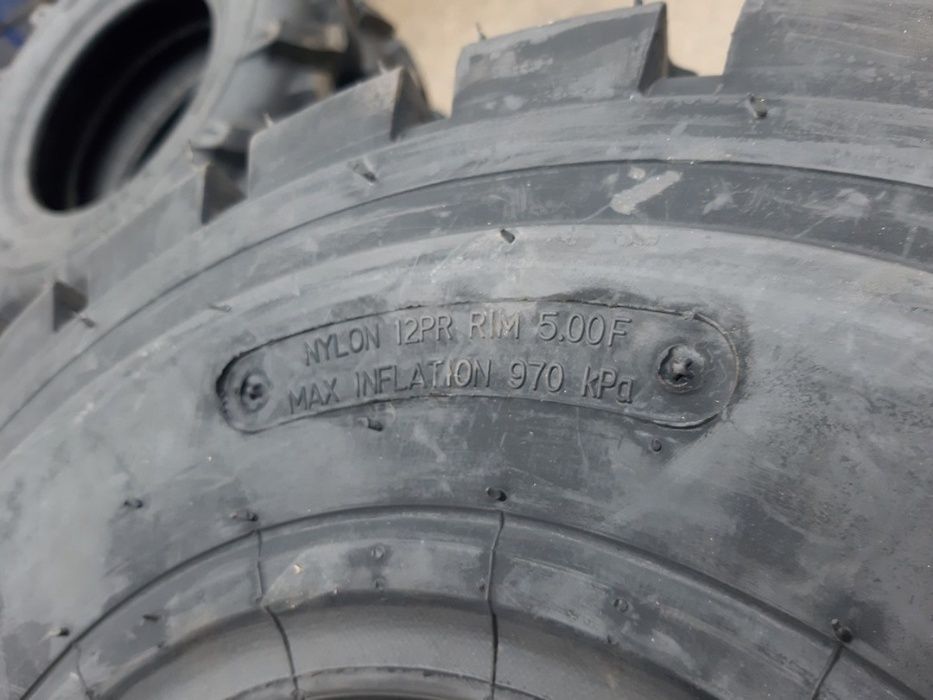 NYLON 12PR RIM 5.00F
MAX INFLATION 970 kPa